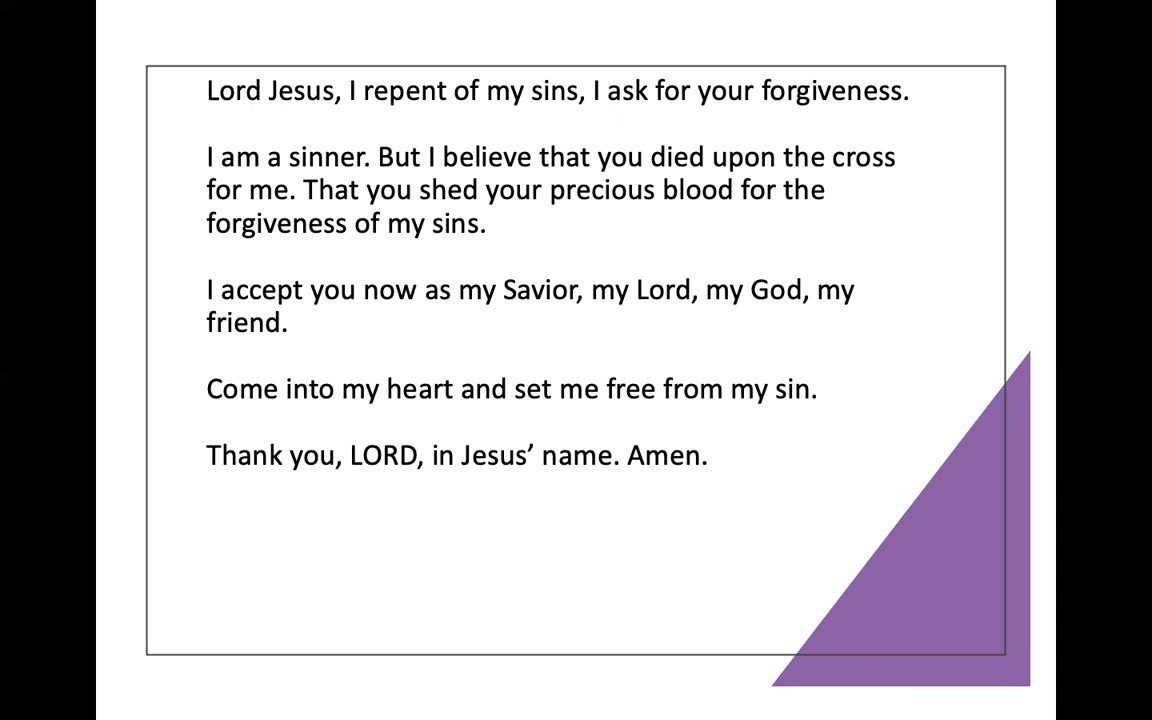 Lord Jesus, I repent of my sins, I ask for your forgiveness.
I am a sinner. But I believe that you died upon the cross
for me. That you shed your precious blood for the
forgiveness of my sins.
I accept you now as my Savior, my Lord, my God, my
friend.
Come into my heart and set me free from my sin.
Thank you, LORD, in Jesus’ name. Amen.